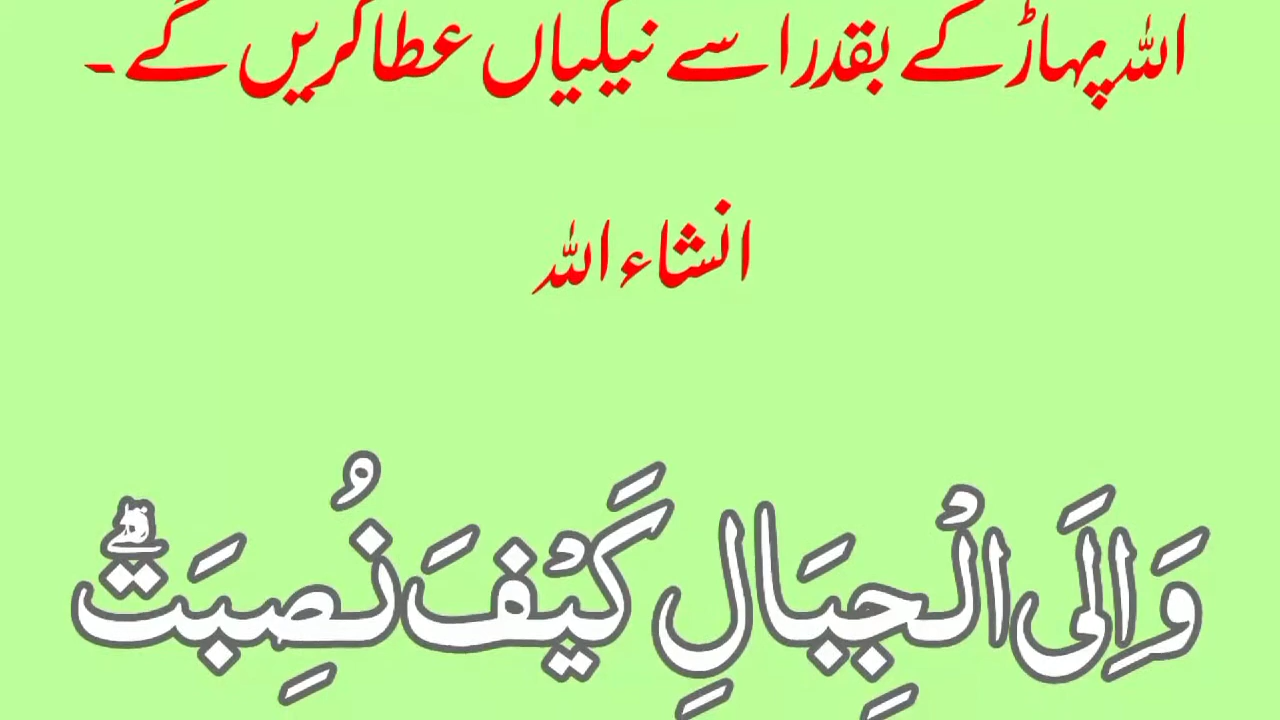 اللہ پہاڑ کے بقدر اسے نیکیاں عطا کریں گے۔
انشاء اللہ
وَاِلَى الْجِبَالِ كَيْفَ نُصِبَتْ ۪